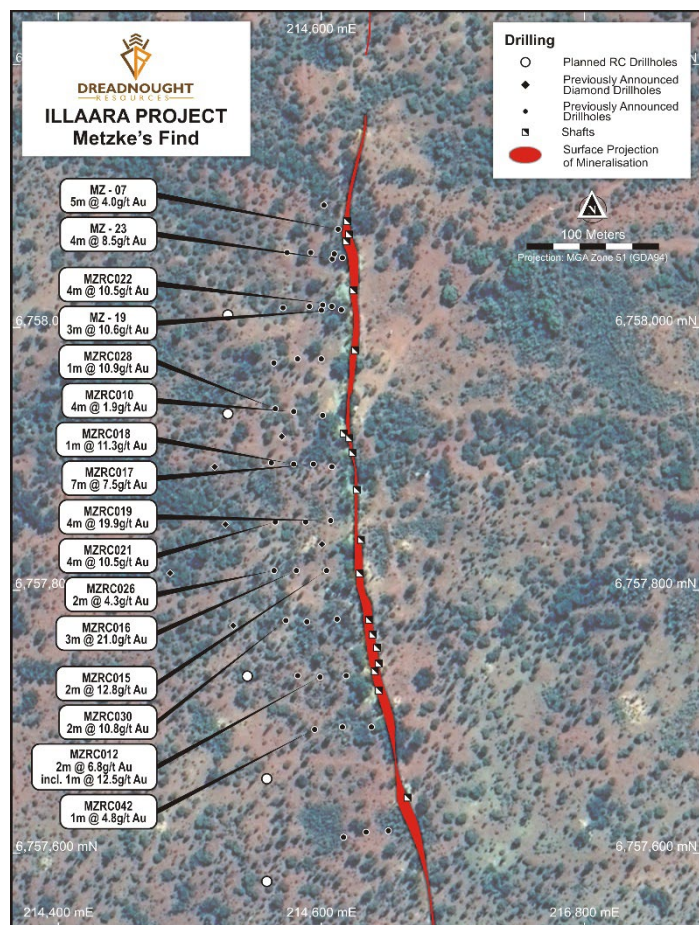 214,600 mE
DREADNOUGHT
RESOURCES
ILLAARA PROJECT
Metzke's Find
Drilling
Planned RC Drillholes
Previously Announced
Diamond Drillholes
Previously Announced
Drillholes
Shafts
Surface Projection
of Mineralisation
N
100 Meters
Projection: MGA Zone 51 (GDA94)
MZ - 07
5m @ 4.0g/t Au
MZ - 23
4m @ 8.5g/t Au
MZRC022
4m @ 10.5g/t Au
MZ - 19
3m @ 10.6g/t Au
6,758,000 mN
MZRC028
1m @ 10.9g/t Au
MZRC010
4m @ 1.9g/t Au
MZRC018
1m @ 11.3g/t Au
MZRC017
7m @ 7.5g/t Au
MZRC019
4m @ 19.9g/t Au
MZRC021
4m @ 10.5g/t Au
6,757,800 mN
6,757,800 mN
MZRC026
2m @ 4.3g/t Au
MZRC016
3m @ 21.0g/t Au
MZRC015
2m @ 12.8g/t Au
MZRC030
2m @ 10.8g/t Au
MZRC012
2m @ 6.8g/t Au
incl. 1m @ 12.5g/t Au
MZRC042
1m @ 4.8g/t Au
6,757,600 mN
6,757,600 mN
214,400 mE
214,600 mE
216,800 mE